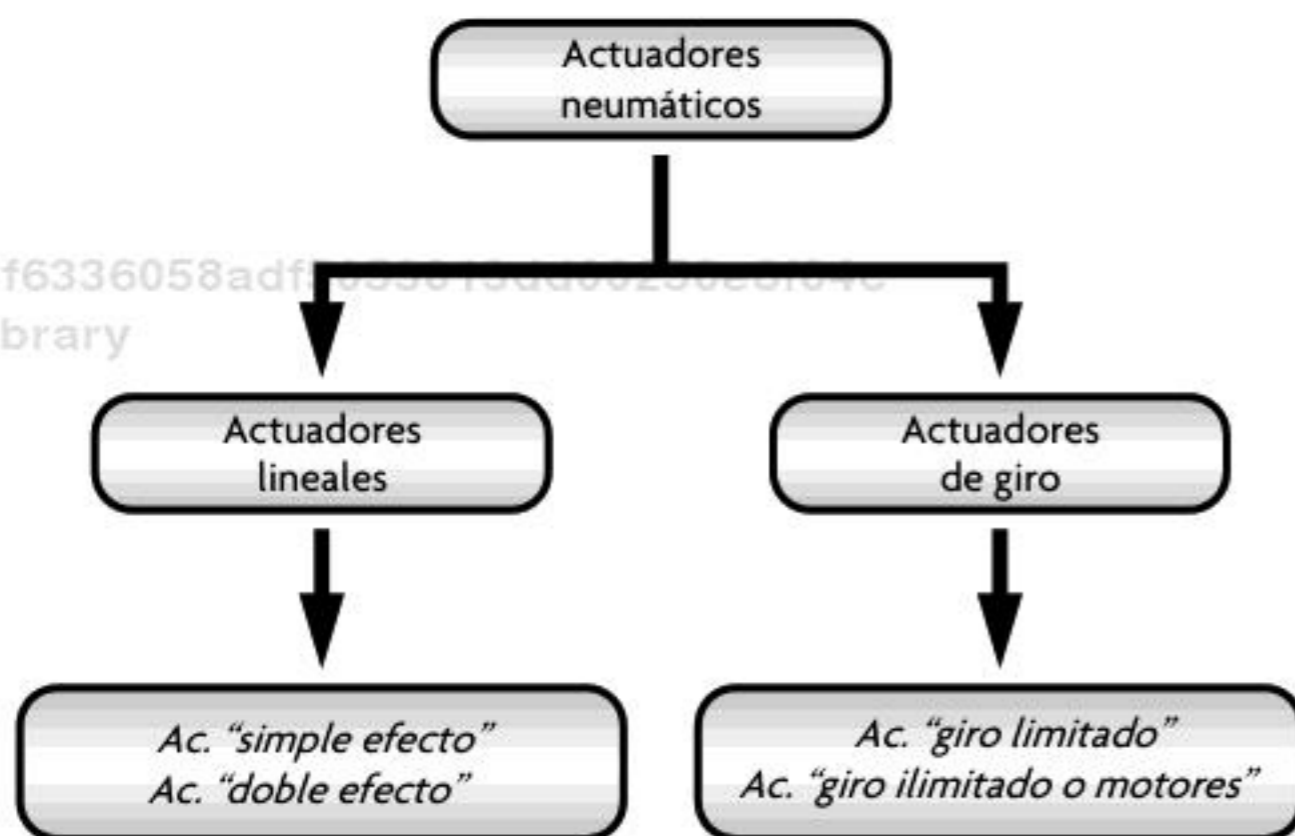 Actuadores
neumáticos
brary
Actuadores
lineales
Actuadores
de giro
Ac. “simple efecto”
Ac. “doble efecto”
Ac. “giro limitado”
Ac. “giro ilimitado o motores”